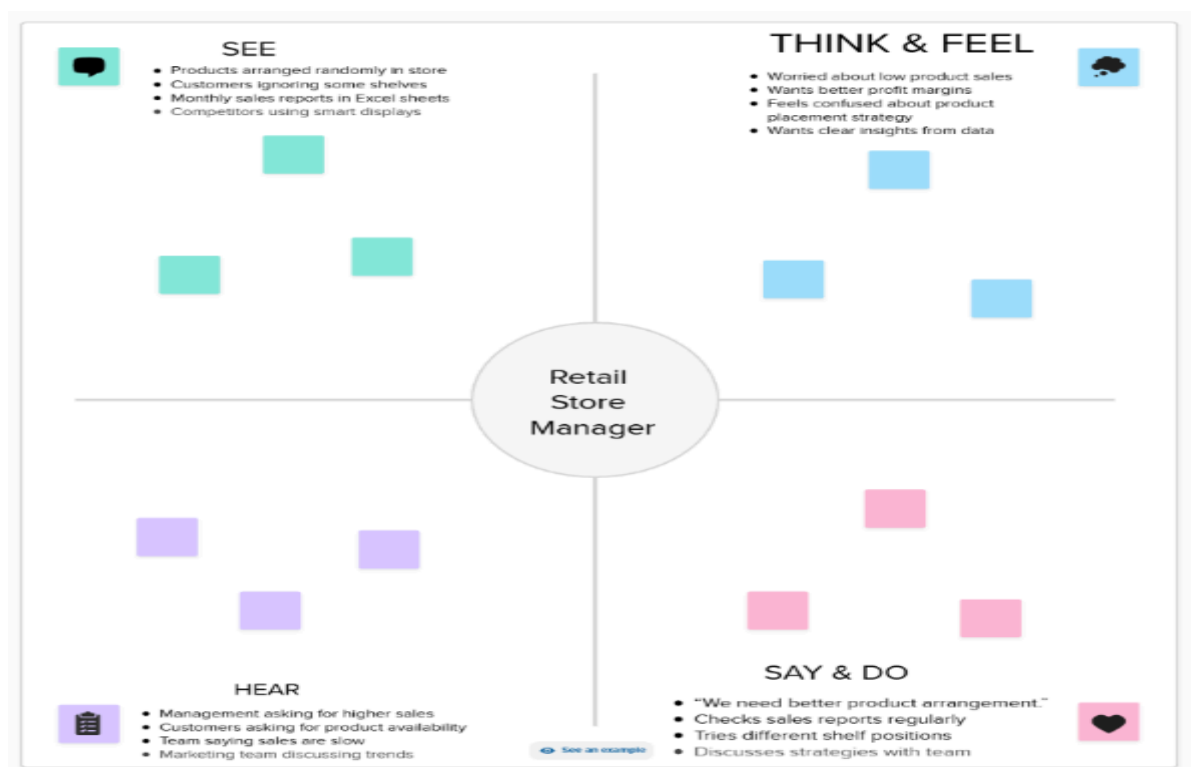 SEE
• Products arranged randomly in store
• Customers ignoring some shelves
• Monthly sales reports in Excel sheets
• Competitors using smart displays
THINK & FEEL
• Worried about low product sales
• Wants better profit margins
• Feels confused about product
placement strategy
• Wants clear insights from data
Retail
Store
Manager
HEAR
• Management asking for higher sales
• Customers asking for product availability
• Team saying sales are slow
• Marketing team discussing trends
See an example
SAY & DO
• “We need better product arrangement.”
• Checks sales reports regularly
• Tries different shelf positions
• Discusses strategies with team